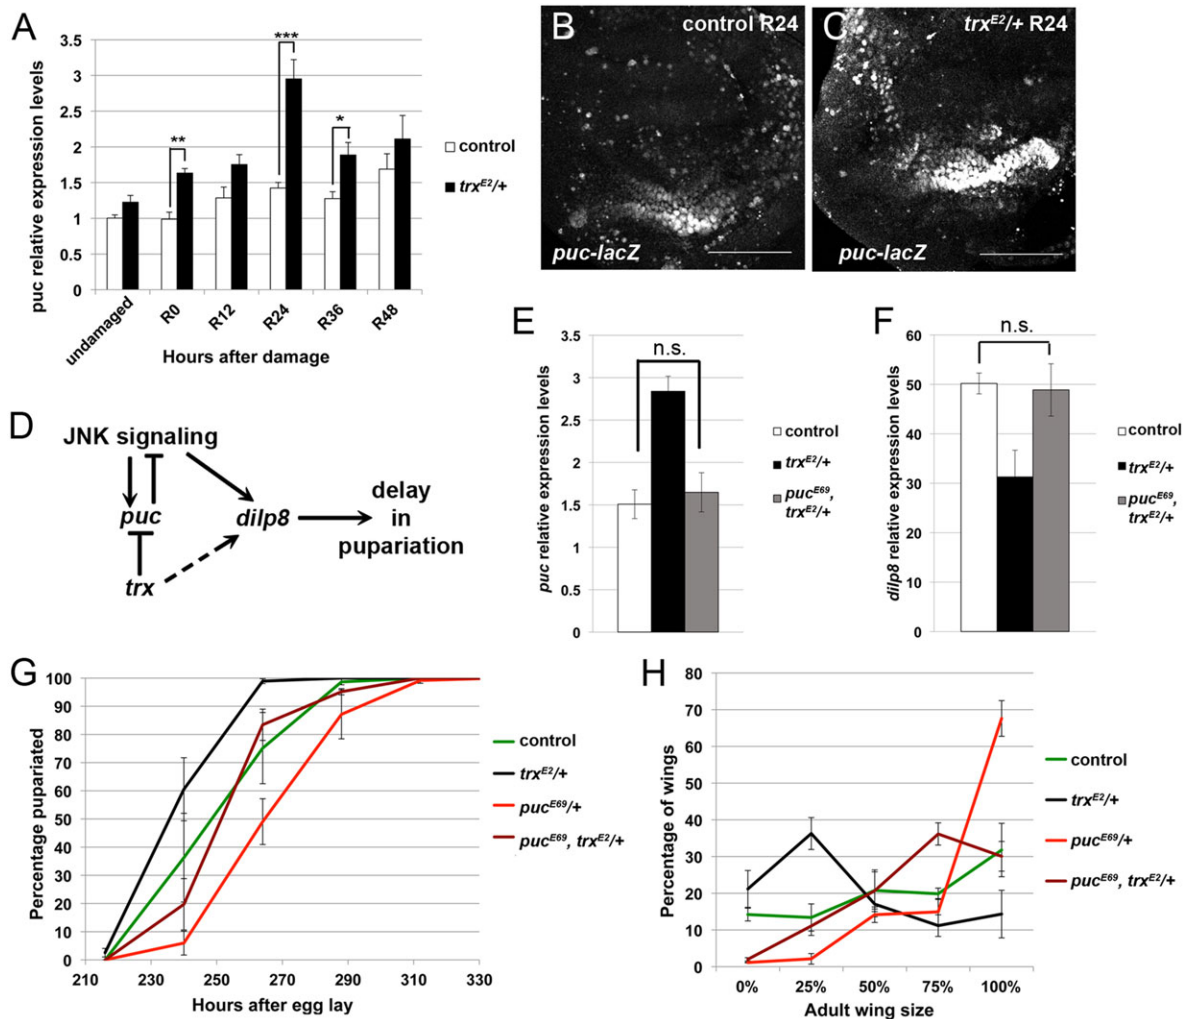 A
puc relative expression levels
3.5
3
2.5
2
1.5
1
0.5
0
**
***
*
undamaged
R0
R12
R24
R36
R48
Hours after damage
control
trxE2/+
B
control R24
puc-lacZ
C
trxE2/+ R24
puc-lacZ
D
JNK signaling
puc
dilp8
delay
in
pupariation
trx
E
puc relative expression levels
3.5
3
2.5
2
1.5
1
0.5
0
n.s.
control
trxE2/+
pucE69,
trxE2/+
F
dilp8 relative expression levels
60
50
40
30
20
10
0
n.s.
control
trxE2/+
pucE69,
trxE2/+
G
Percentage pupariated
100
90
80
70
60
50
40
30
20
10
0
210
230
250
270
290
310
330
Hours after egg lay
control
trxE2/+
pucE69/+
pucE69, trxE2/+
H
Percentage of wings
80
70
60
50
40
30
20
10
0
0%
25%
50%
75%
100%
Adult wing size
control
trxE2/+
pucE69/+
pucE69, trxE2/+